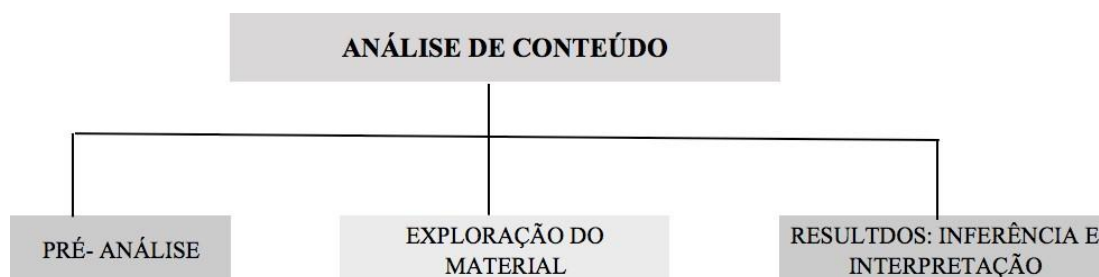 ANÁLISE DE CONTEÚDO
PRÉ- ANÁLISE
EXPLORAÇÃO DO
MATERIAL
RESULTDOS: INFERÊNCIA E
INTERPRETAÇÃO